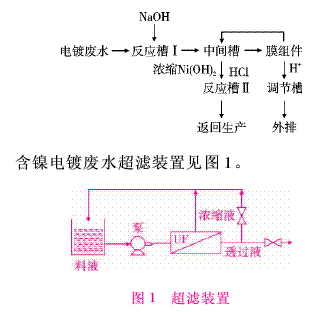 NaOH
电镀废水 反应槽Ⅰ 中间槽 膜组件
浓缩Ni(OH)₂ HCl H⁺
反应槽Ⅱ 调节槽
返回生产 外排
含镍电镀废水超滤装置见图1。
泵 浓缩液
UF
料液 透过液
图1 超滤装置